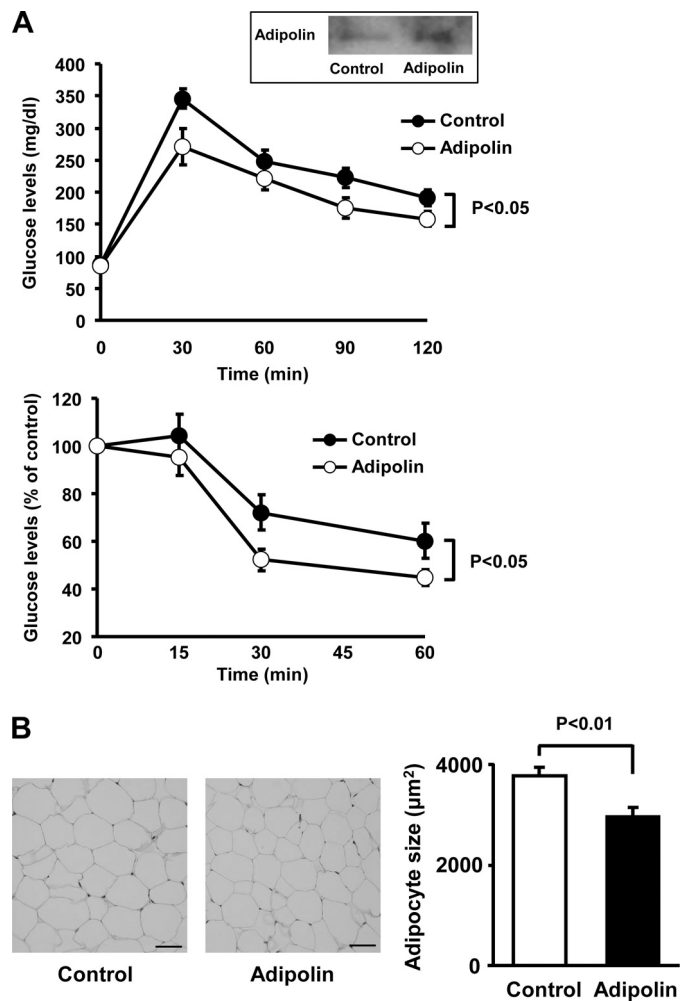 A
Adipolin
Control Adipolin
Glucose levels (mg/dl)
400
350
300
250
200
150
100
50
0
0 30 60 90 120
Time (min)
Control
Adipolin
P<0.05
Glucose levels (% of control)
120
100
80
60
40
20
0 15 30 45 60
Time (min)
Control
Adipolin
P<0.05
B
Control Adipolin
P<0.01
Adipocyte size (μm²)
4000
2000
0
Control Adipolin